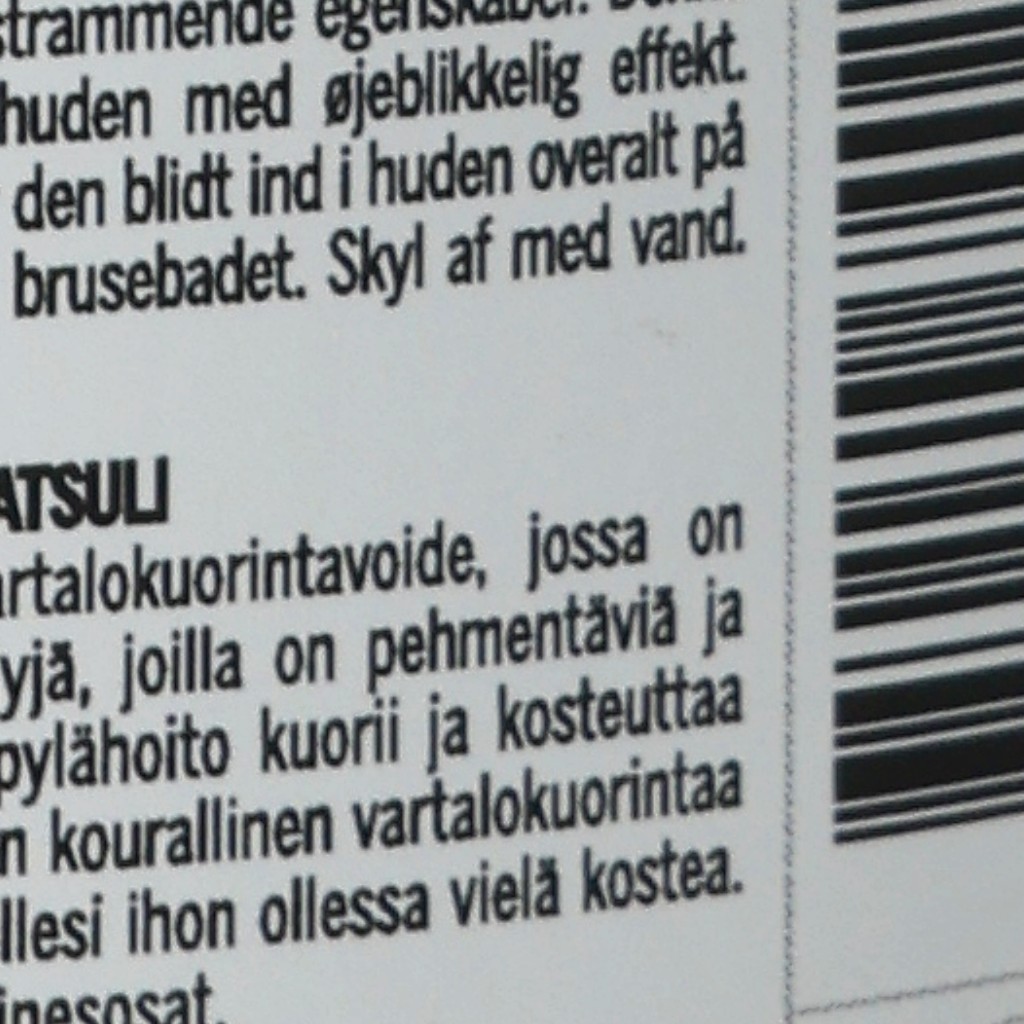 strammende egenskaber.
huden med øjeblikkelig effekt.
den blidt ind i huden overalt på
brusebadet. Skyl af med vand.
ATSULI
artalokuorintavoide, jossa on
yjä, joilla on pehmentäviä ja
pylähoito kuorii ja kosteuttaa
n kourallinen vartalokuorintaa
llesi ihon ollessa vielä kostea.
inesosat.